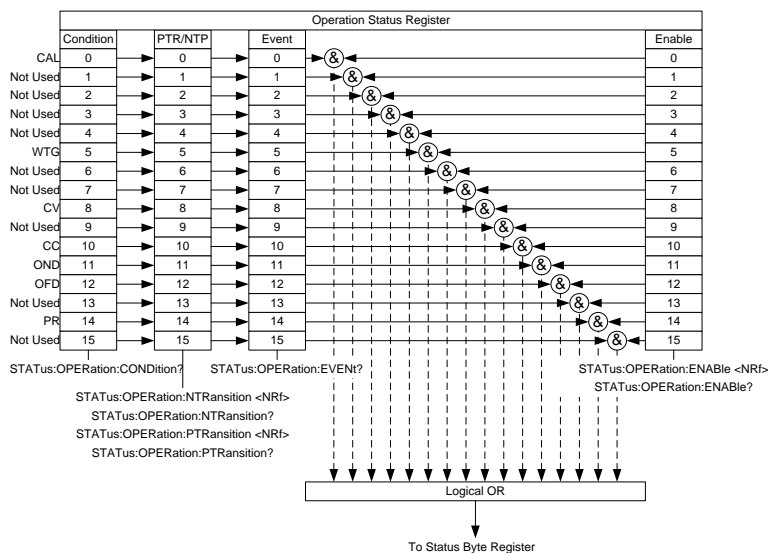 Operation Status Register
Condition PTR/NTP Event Enable
CAL 0 0 0 & 0
Not Used 1 1 1 & 1
Not Used 2 2 2 & 2
Not Used 3 3 3 & 3
Not Used 4 4 4 & 4
WTG 5 5 5 & 5
Not Used 6 6 6 & 6
Not Used 7 7 7 & 7
CV 8 8 8 & 8
Not Used 9 9 9 & 9
CC 10 10 10 & 10
OND 11 11 11 & 11
OFD 12 12 12 & 12
Not Used 13 13 13 & 13
PR 14 14 14 & 14
Not Used 15 15 15 & 15
STATus:OPERation:CONDition? STATus:OPERation:EVENt? STATus:OPERation:ENABle <NRf>
STATus:OPERation:ENABle?
STATus:OPERation:NTRansition <NRf>
STATus:OPERation:NTRansition?
STATus:OPERation:PTRansition <NRf>
STATus:OPERation:PTRansition?
Logical OR
To Status Byte Register